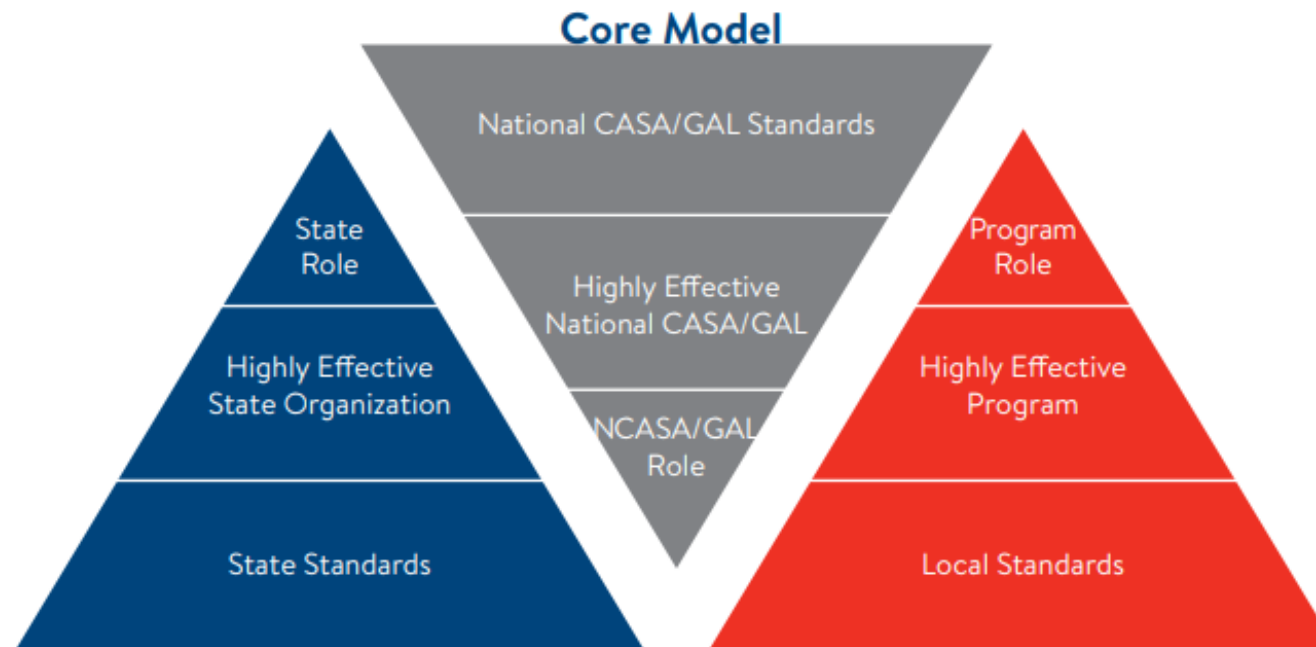 Core Model
National CASA/GAL Standards
State
Role
Highly Effective
State Organization
State Standards
Highly Effective
National CASA/GAL
NCASA/GAL
Role
Program
Role
Highly Effective
Program
Local Standards